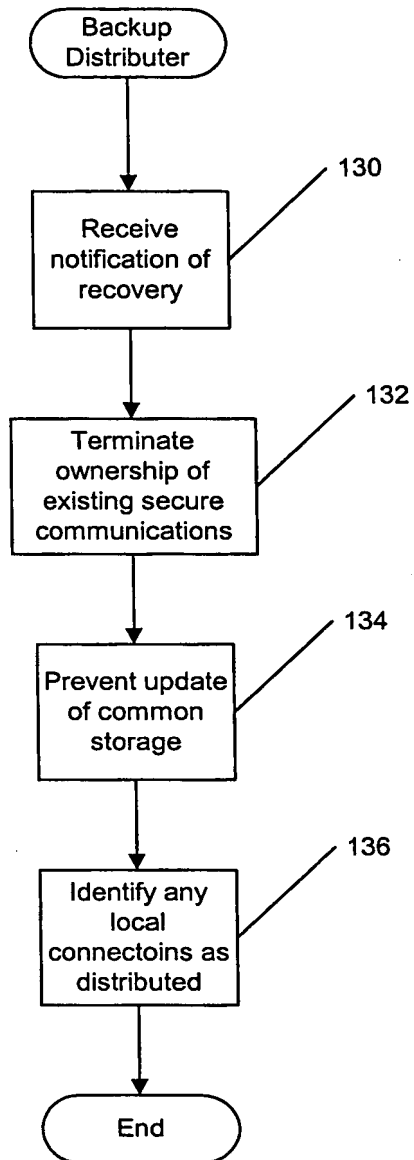 Backup
Distributer
130
Receive
notification of
recovery
132
Terminate
ownership of
existing secure
communications
134
Prevent update
of common
storage
136
Identify any
local
connectoins as
distributed
End